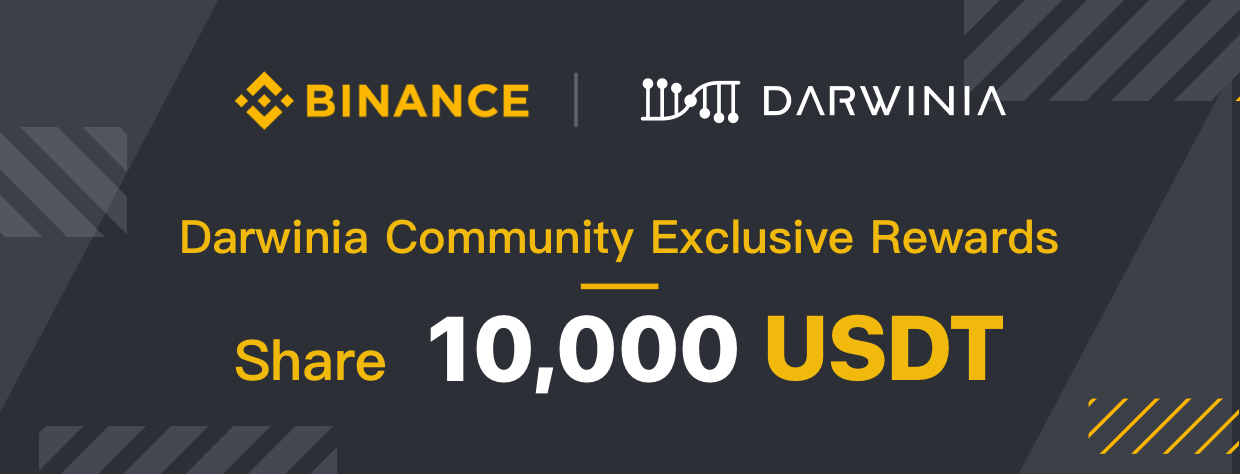 BINANCE | DARWINIA
Darwinia Community Exclusive Rewards
Share 10,000 USDT